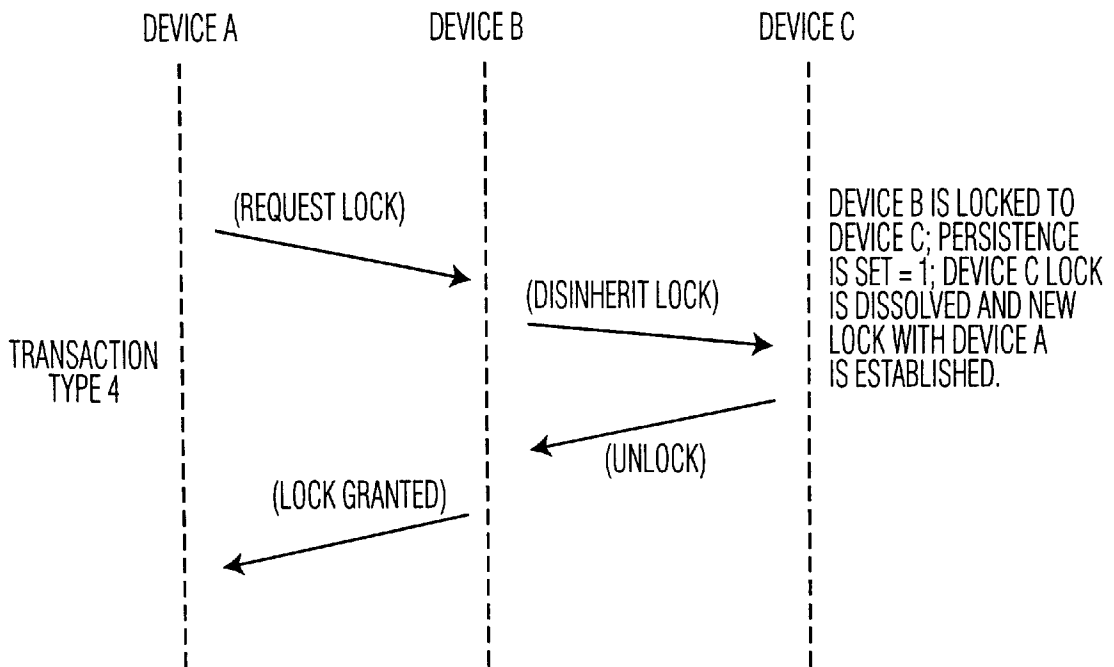 DEVICE A
DEVICE B
DEVICE C
(REQUEST LOCK)
(DISINHERIT LOCK)
DEVICE B IS LOCKED TO
DEVICE C; PERSISTENCE
IS SET = 1; DEVICE C LOCK
IS DISSOLVED AND NEW
LOCK WITH DEVICE A
IS ESTABLISHED.
TRANSACTION
TYPE 4
(UNLOCK)
(LOCK GRANTED)